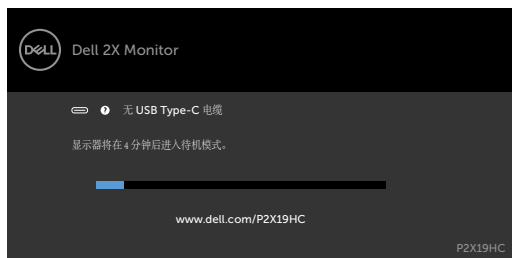 DELL Dell 2X Monitor
? 无 USB Type-C 电缆
显示器将在 4 分钟后进入待机模式。
www.dell.com/P2X19HC
P2X19HC